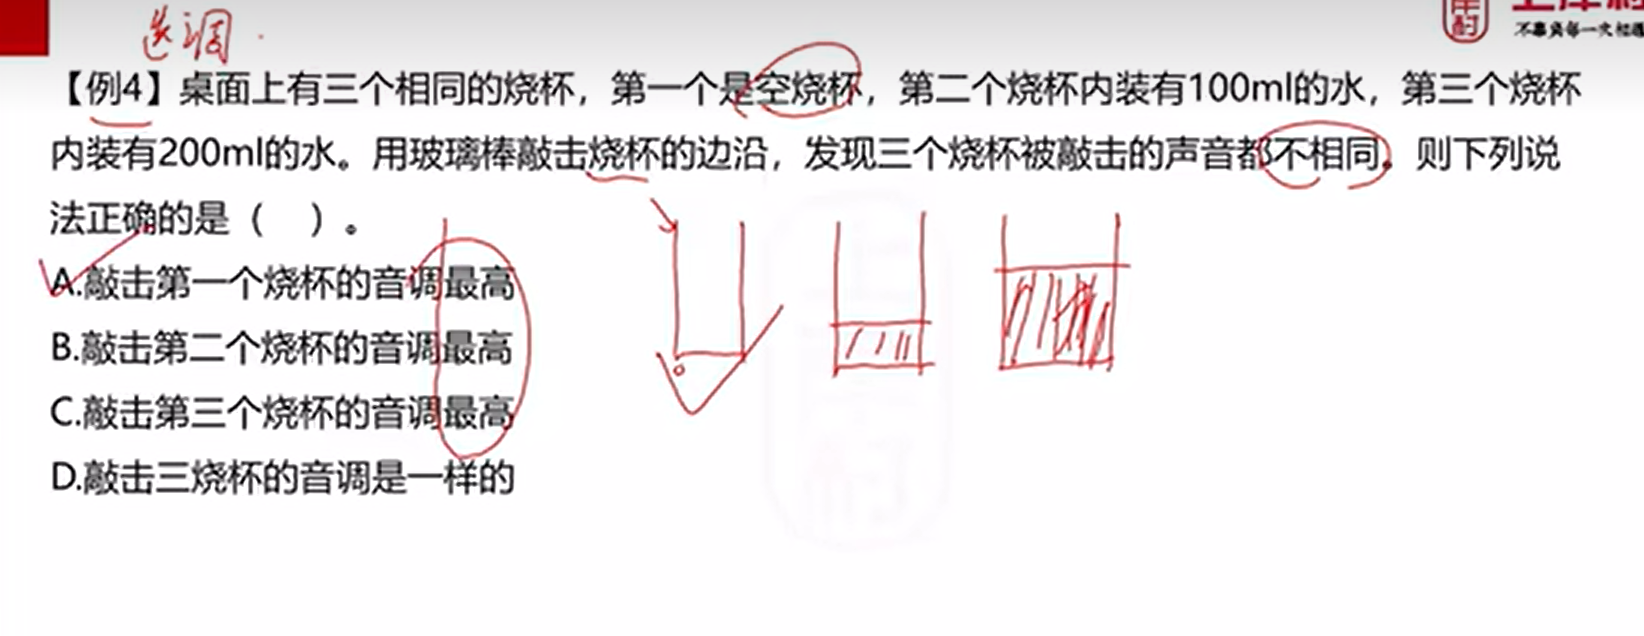 选调
不辜负每一次相遇
【例4】桌面上有三个相同的烧杯，第一个是空烧杯，第二个烧杯内装有100ml的水，第三个烧杯
内装有200ml的水。用玻璃棒敲击烧杯的边沿，发现三个烧杯被敲击的声音都不相同。则下列说
法正确的是（　）。
A.敲击第一个烧杯的音调最高
B.敲击第二个烧杯的音调最高
C.敲击第三个烧杯的音调最高
D.敲击三烧杯的音调是一样的